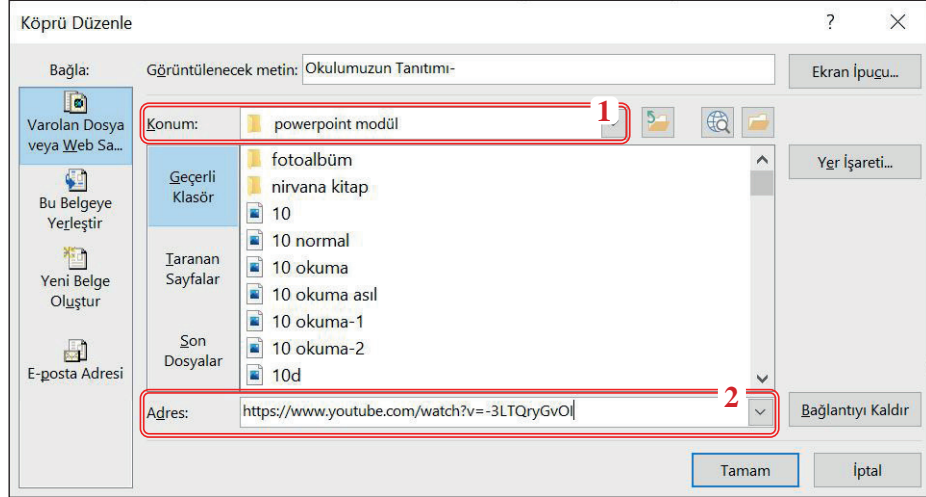 Köprü Düzenle
?
Bağla:
Görüntülenecek metin: Okulumuzun Tanıtımı-
Ekran İpucu...
Varolan Dosya
veya Web Sa...
Konum:
powerpoint modül
1
Bu Belgeye
Yerleştir
Yeni Belge
Oluştur
E-posta Adresi
Geçerli
Klasör
Taranan
Sayfalar
Son
Dosyalar
fotoalbüm
nirvana kitap
10
10 normal
10 okuma
10 okuma asıl
10 okuma-1
10 okuma-2
10d
Yer İşareti...
Adres:
https://www.youtube.com/watch?v=-3LTQryGvOI
2
Bağlantıyı Kaldır
Tamam
İptal